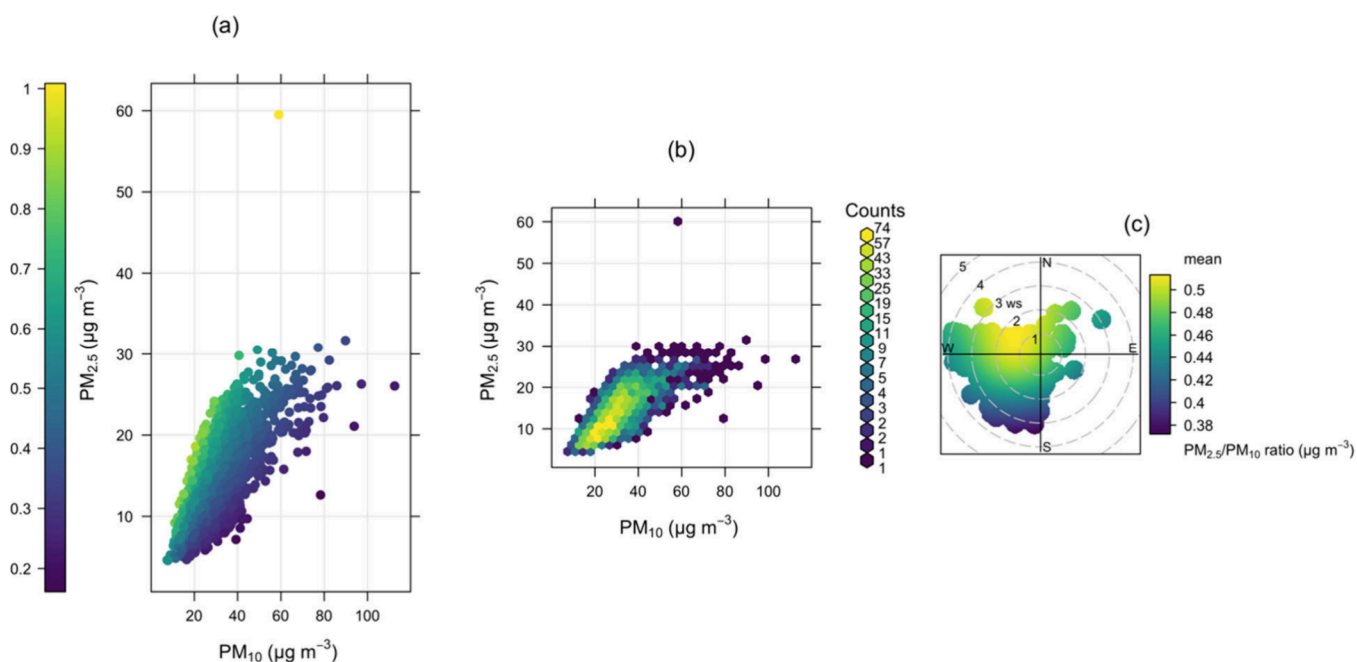 (a)
1
0.9
0.8
0.7
0.6
0.5
0.4
0.3
0.2
PM2.5 (µg m−3)
60
50
40
30
20
10
20 40 60 80 100
PM10 (µg m−3)
(b)
PM2.5 (µg m−3)
60
50
40
30
20
10
20 40 60 80 100
PM10 (µg m−3)
Counts
74
57
43
33
25
19
15
11
9
7
5
4
3
2
2
1
1
(c)
5
4
3 ws
2
1
N
W
E
S
mean
0.5
0.48
0.46
0.44
0.42
0.4
0.38
PM2.5/PM10 ratio (µg m−3)